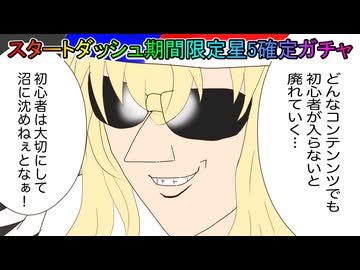 スタートダッシュ期間限定星5確定ガチャ
どんなコンテンンツでも
初心者が入らないと
廃れていく…
初心者は大切にして
沼に沈めねぇとなぁ！